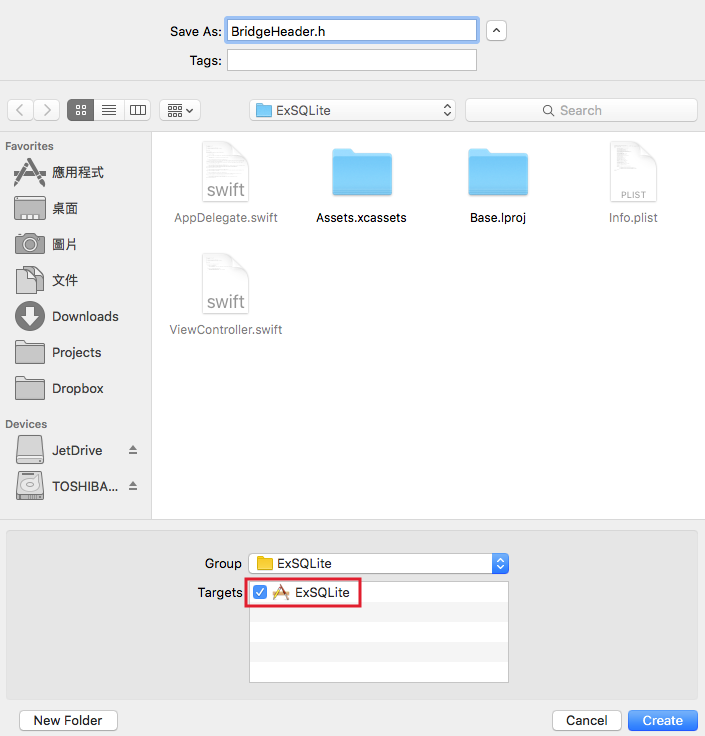 Save As: BridgeHeader.h
Tags:
ExSQLite
Search
Favorites
應用程式
桌面
圖片
文件
Downloads
Projects
Dropbox
Devices
JetDrive
TOSHIBA...
swift
AppDelegate.swift
Assets.xcassets
Base.lproj
PLIST
Info.plist
swift
ViewController.swift
Group ExSQLite
Targets ExSQLite
New Folder
Cancel
Create